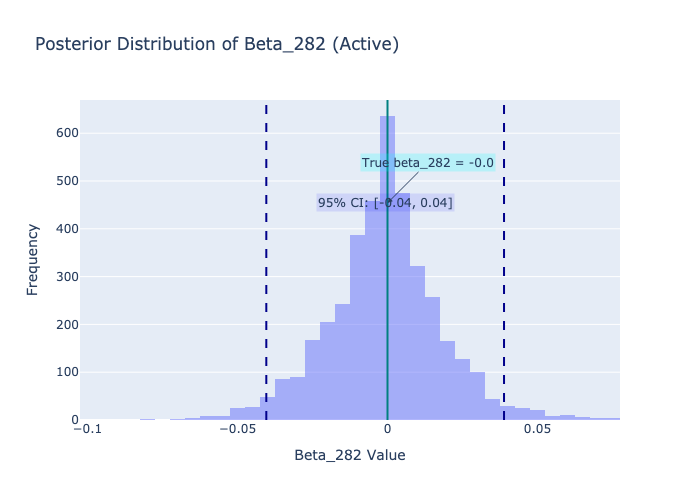 Posterior Distribution of Beta_282 (Active)
600
500
400
300
200
100
0
Frequency
True beta_282 = -0.0
95% CI: [-0.04, 0.04]
−0.1
−0.05
0
0.05
Beta_282 Value